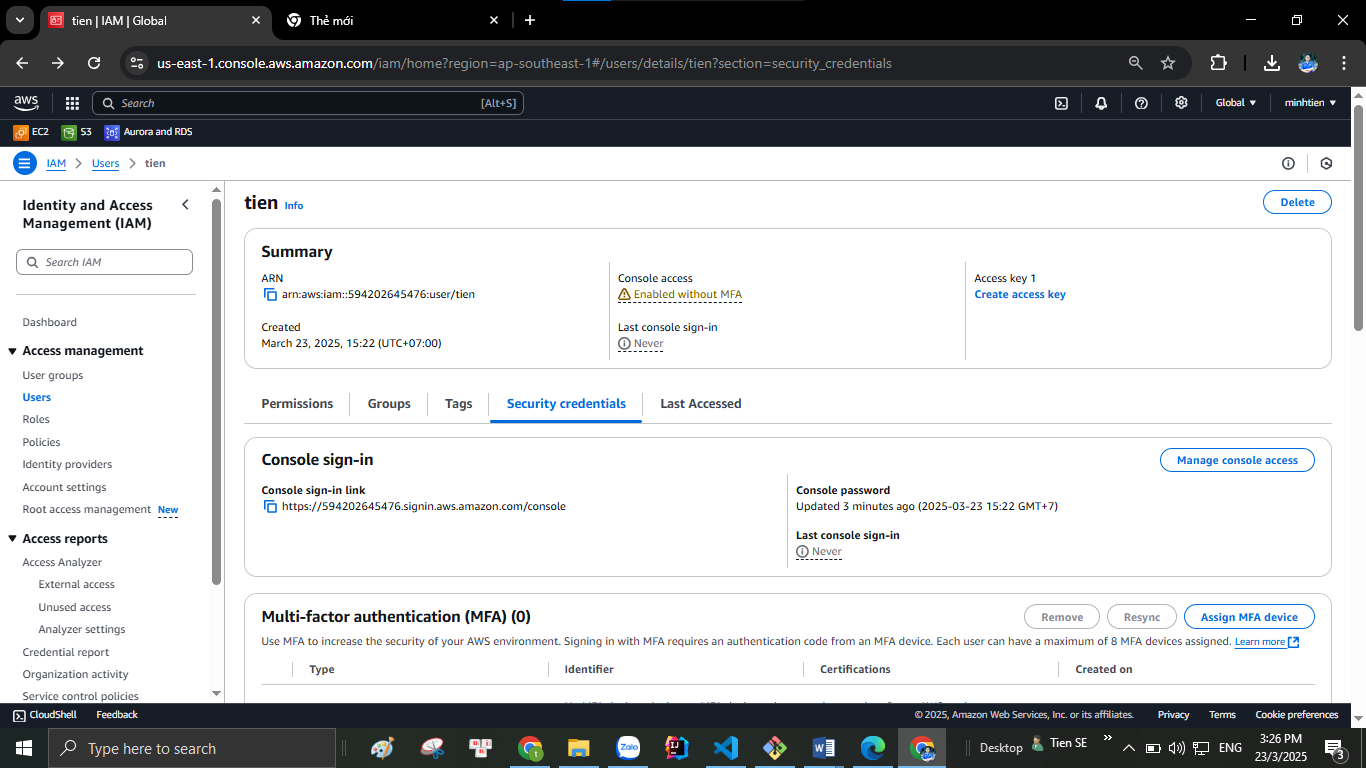 tien | IAM | Global
Thẻ mới
us-east-1.console.aws.amazon.com/iam/home?region=ap-southeast-1#/users/details/tien?section=security_credentials
aws
Search [Alt+S]
Global
minhtien
EC2 S3 Aurora and RDS
IAM Users tien
Identity and Access Management (IAM)
Search IAM
Dashboard
Access management
User groups
Users
Roles
Policies
Identity providers
Account settings
Root access management New
Access reports
Access Analyzer
External access
Unused access
Analyzer settings
Credential report
Organization activity
Service control policies
tien Info
Delete
Summary
ARN
arn:aws:iam::594202645476:user/tien
Created
March 23, 2025, 15:22 (UTC+07:00)
Console access
Enabled without MFA
Last console sign-in
Never
Access key 1
Create access key
Permissions Groups Tags Security credentials Last Accessed
Console sign-in
Manage console access
Console sign-in link
https://594202645476.signin.aws.amazon.com/console
Console password
Updated 3 minutes ago (2025-03-23 15:22 GMT+7)
Last console sign-in
Never
Multi-factor authentication (MFA) (0)
Remove Resync Assign MFA device
Use MFA to increase the security of your AWS environment. Signing in with MFA requires an authentication code from an MFA device. Each user can have a maximum of 8 MFA devices assigned. Learn more
Type Identifier Certifications Created on
CloudShell Feedback
© 2025, Amazon Web Services, Inc. or its affiliates. Privacy Terms Cookie preferences
Type here to search
Zalo
Desktop
Tien SE
ENG
3:26 PM
23/3/2025
3